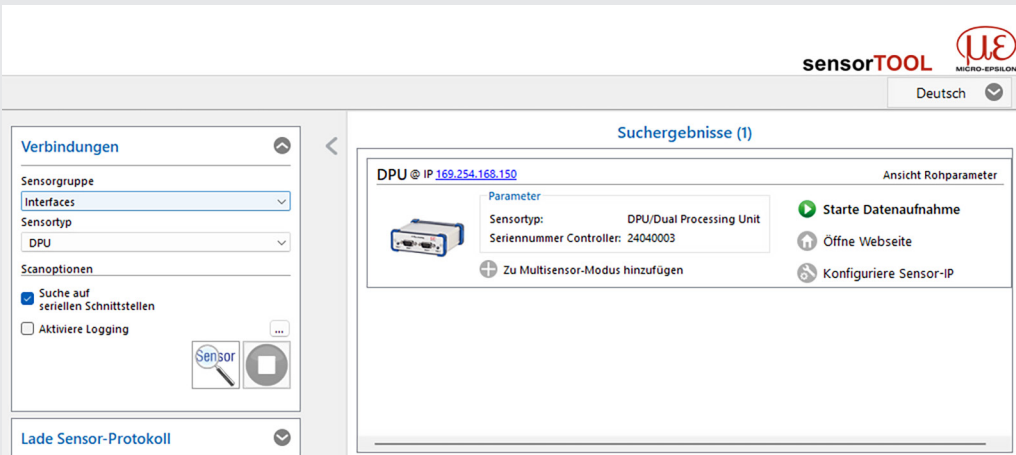 sensorTOOL
με
MICRO-EPSILON
Deutsch
Verbindungen
Sensorgruppe
Interfaces
Sensortyp
DPU
Scanoptionen
Suche auf
seriellen Schnittstellen
Aktiviere Logging
...
Sensor
Lade Sensor-Protokoll
Suchergebnisse (1)
DPU @ IP 169.254.168.150
Ansicht Rohparameter
Parameter
Sensortyp: DPU/Dual Processing Unit
Seriennummer Controller: 24040003
Zu Multisensor-Modus hinzufügen
Starte Datenaufnahme
Öffne Webseite
Konfiguriere Sensor-IP